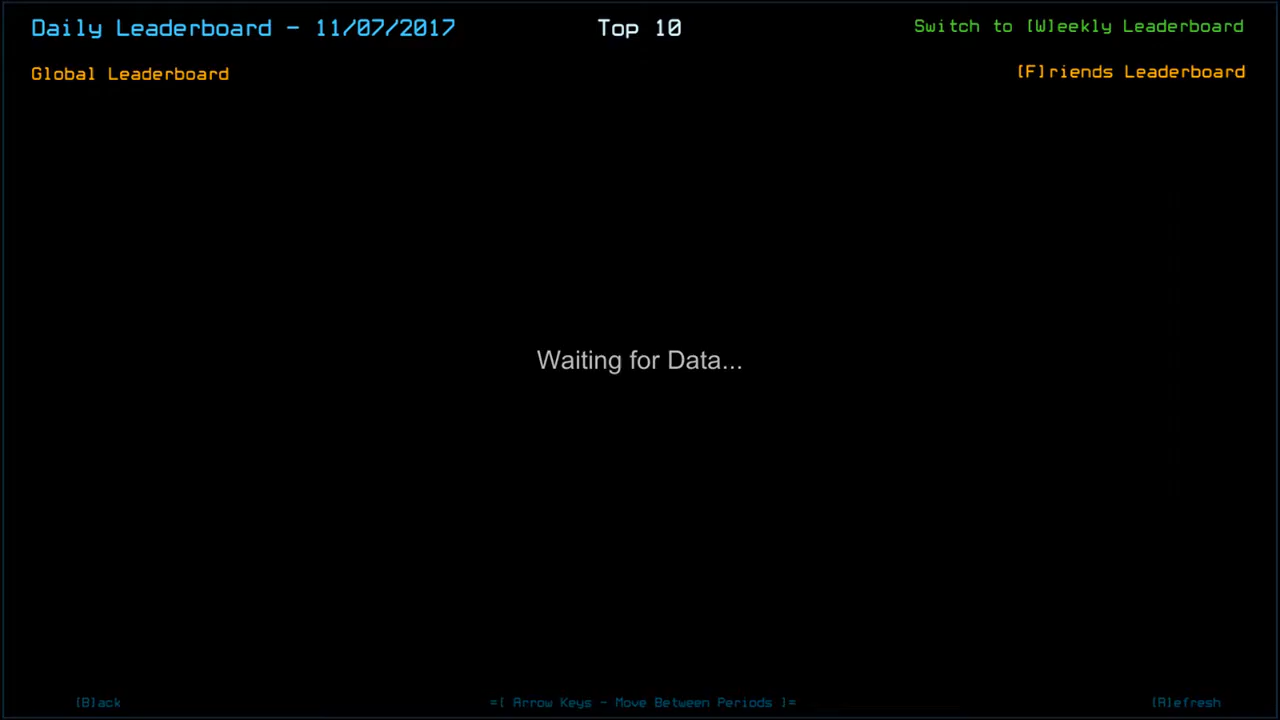 Daily Leaderboard - 11/07/2017
Top 10
Switch to [W]eekly Leaderboard
Global Leaderboard
[F]riends Leaderboard
Waiting for Data...
[B]ack
=[ Arrow Keys - Move Between Periods ]=
[R]efresh